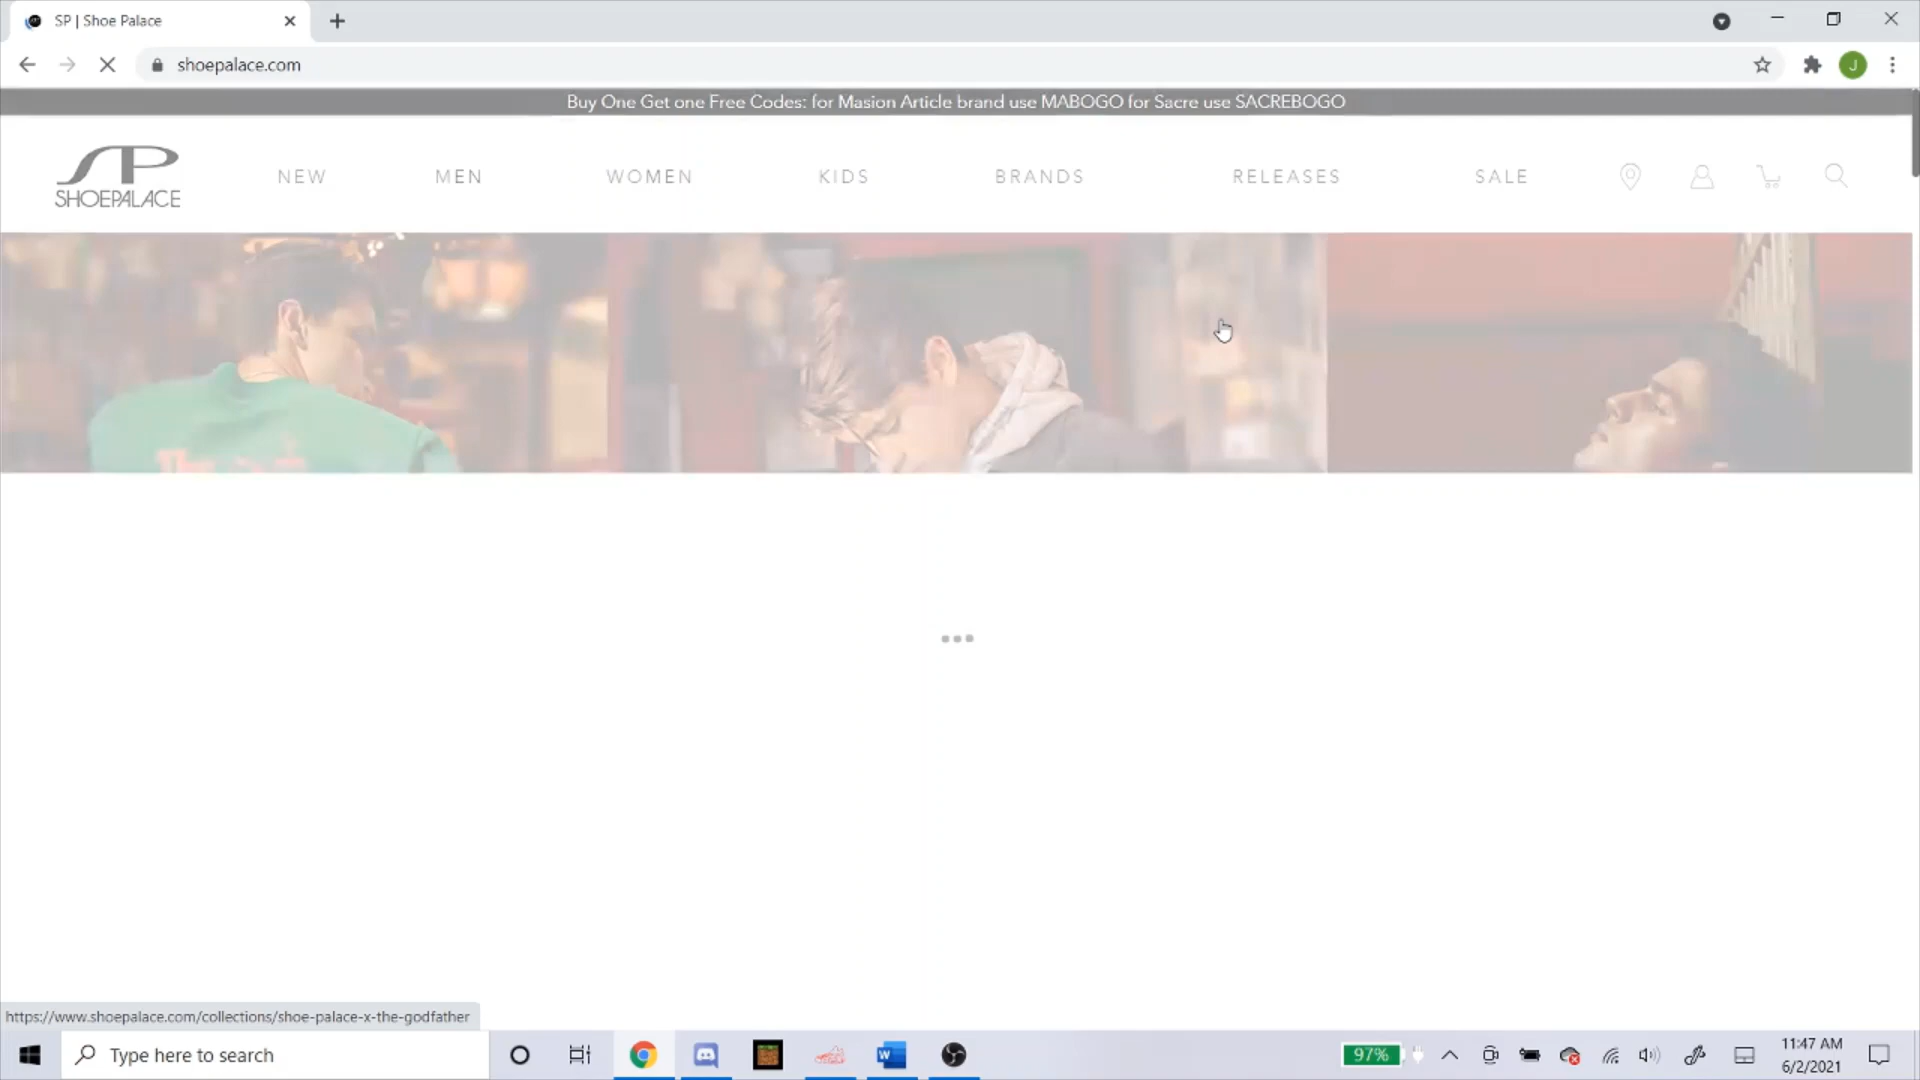 SP | Shoe Palace
shoepalace.com
J
Buy One Get one Free Codes: for Masion Article brand use MABOGO for Sacre use SACREBOGO
SP
SHOEPALACE
NEW
MEN
WOMEN
KIDS
BRANDS
RELEASES
SALE
https://www.shoepalace.com/collections/shoe-palace-x-the-godfather
Type here to search
W
97%
11:47 AM
6/2/2021